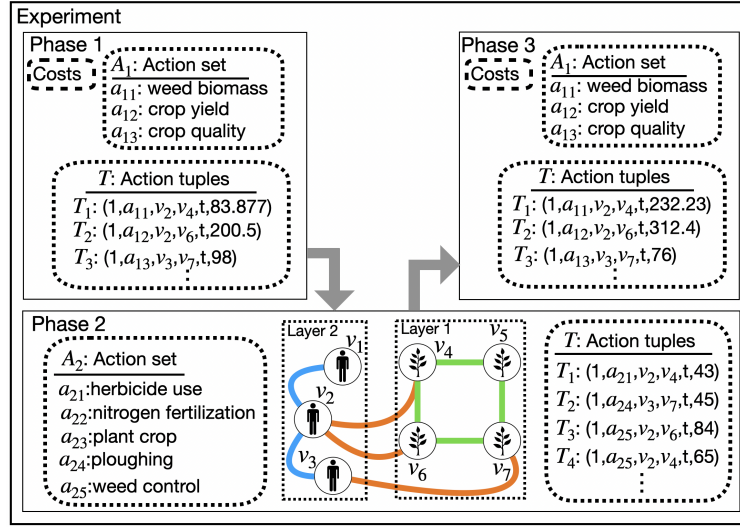 Experiment
Phase 1
Costs
A₁: Action set
a₁₁: weed biomass
a₁₂: crop yield
a₁₃: crop quality
T: Action tuples
T₁: (1,a₁₁,v₂,v₄,t,83.877)
T₂: (1,a₁₂,v₂,v₆,t,200.5)
T₃: (1,a₁₃,v₃,v₇,t,98)
⋮
Phase 3
Costs
A₁: Action set
a₁₁: weed biomass
a₁₂: crop yield
a₁₃: crop quality
T: Action tuples
T₁: (1,a₁₁,v₂,v₄,t,232.23)
T₂: (1,a₁₂,v₂,v₆,t,312.4)
T₃: (1,a₁₃,v₃,v₇,t,76)
⋮
Phase 2
A₂: Action set
a₂₁:herbicide use
a₂₂:nitrogen fertilization
a₂₃:plant crop
a₂₄:ploughing
a₂₅:weed control
Layer 2
v₁
v₂
v₃
Layer 1
v₄
v₅
v₆
v₇
T: Action tuples
T₁: (1,a₂₁,v₂,v₄,t,43)
T₂: (1,a₂₄,v₃,v₇,t,45)
T₃: (1,a₂₅,v₂,v₆,t,84)
T₄: (1,a₂₅,v₂,v₄,t,65)
⋮